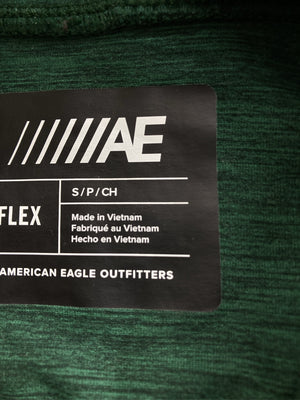 //////AE
FLEX
S/P/CH
Made in Vietnam
Fabriqué au Vietnam
Hecho en Vietnam
AMERICAN EAGLE OUTFITTERS